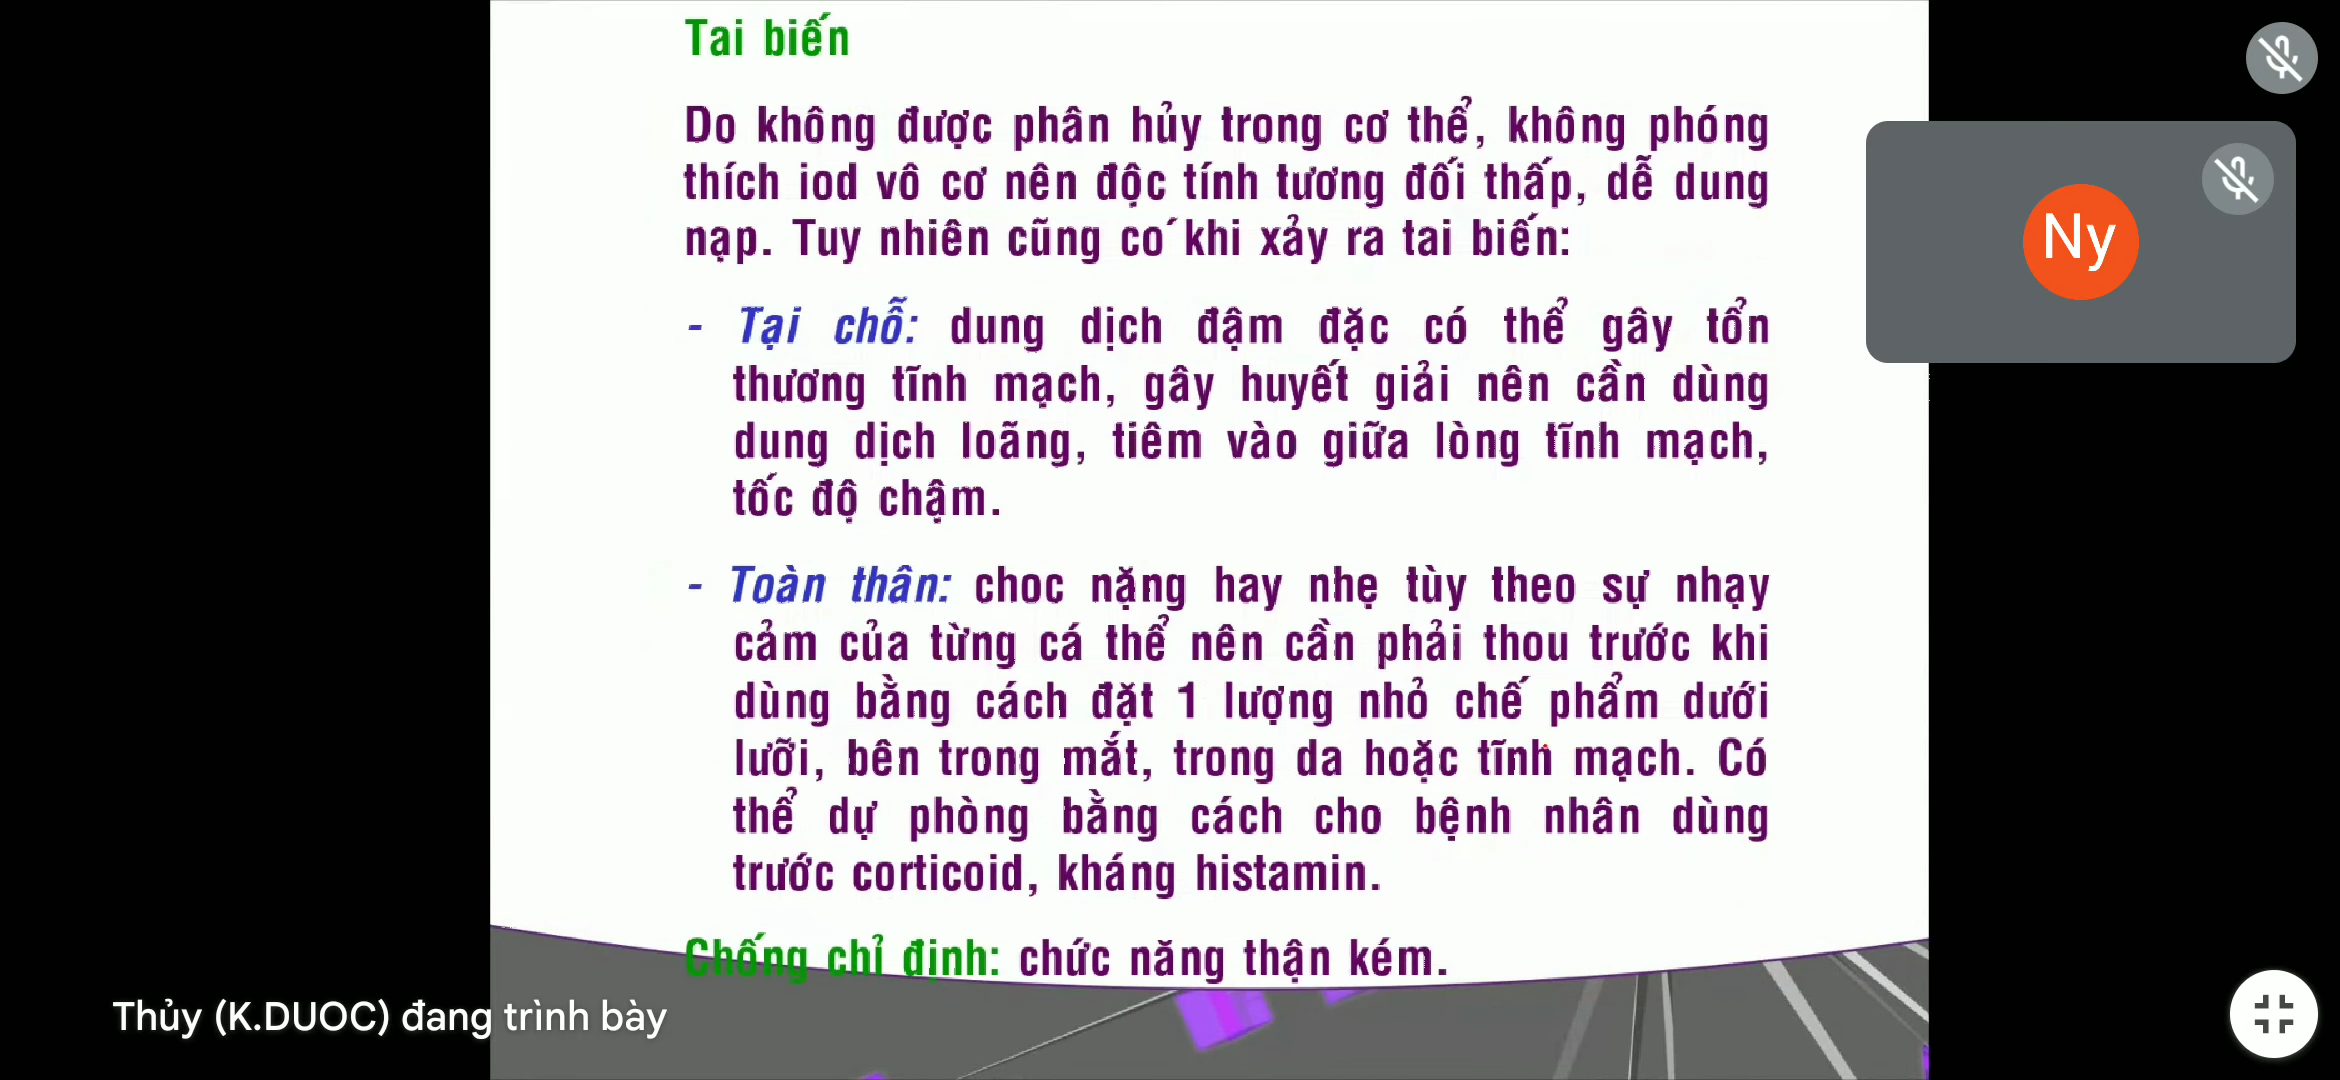 Tai biến
Do không được phân hủy trong cơ thể, không phóng
thích iod vô cơ nên độc tính tương đối thấp, dễ dung
nạp. Tuy nhiên cũng có khi xảy ra tai biến:
- Tại chỗ: dung dịch đậm đặc có thể gây tổn
thương tĩnh mạch, gây huyết giải nên cần dùng
dung dịch loãng, tiêm vào giữa lòng tĩnh mạch,
tốc độ chậm.
- Toàn thân: choc nặng hay nhẹ tùy theo sự nhạy
cảm của từng cá thể nên cần phải thou trước khi
dùng bằng cách đặt 1 lượng nhỏ chế phẩm dưới
lưỡi, bên trong mắt, trong da hoặc tĩnh mạch. Có
thể dự phòng bằng cách cho bệnh nhân dùng
trước corticoid, kháng histamin.
Chống chỉ định: chức năng thận kém.
Thủy (K.DUOC) đang trình bày
Ny